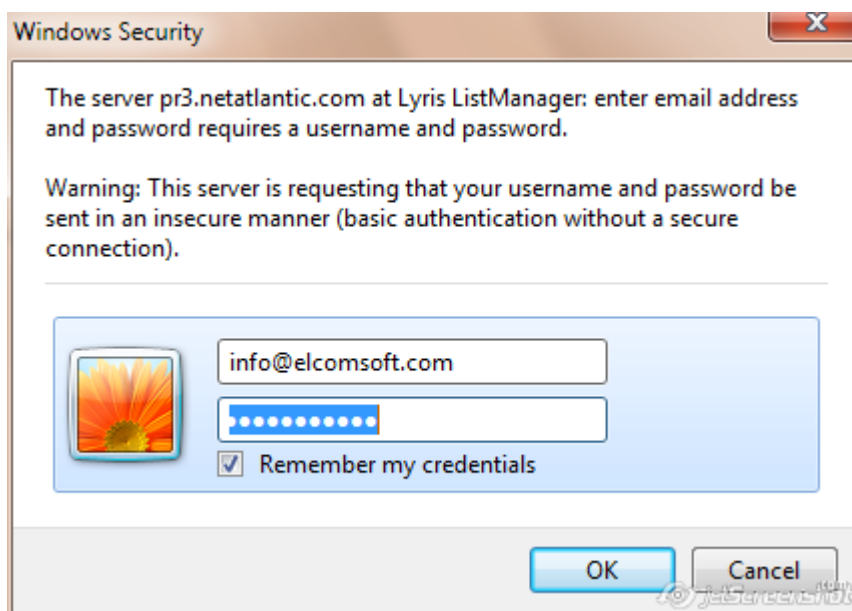 Windows Security
The server pr3.netatlantic.com at Lyris ListManager: enter email address
and password requires a username and password.
Warning: This server is requesting that your username and password be
sent in an insecure manner (basic authentication without a secure
connection).
info@elcomsoft.com
●●●●●●●●●●●
Remember my credentials
OK
Cancel
jetScreenshot
.com